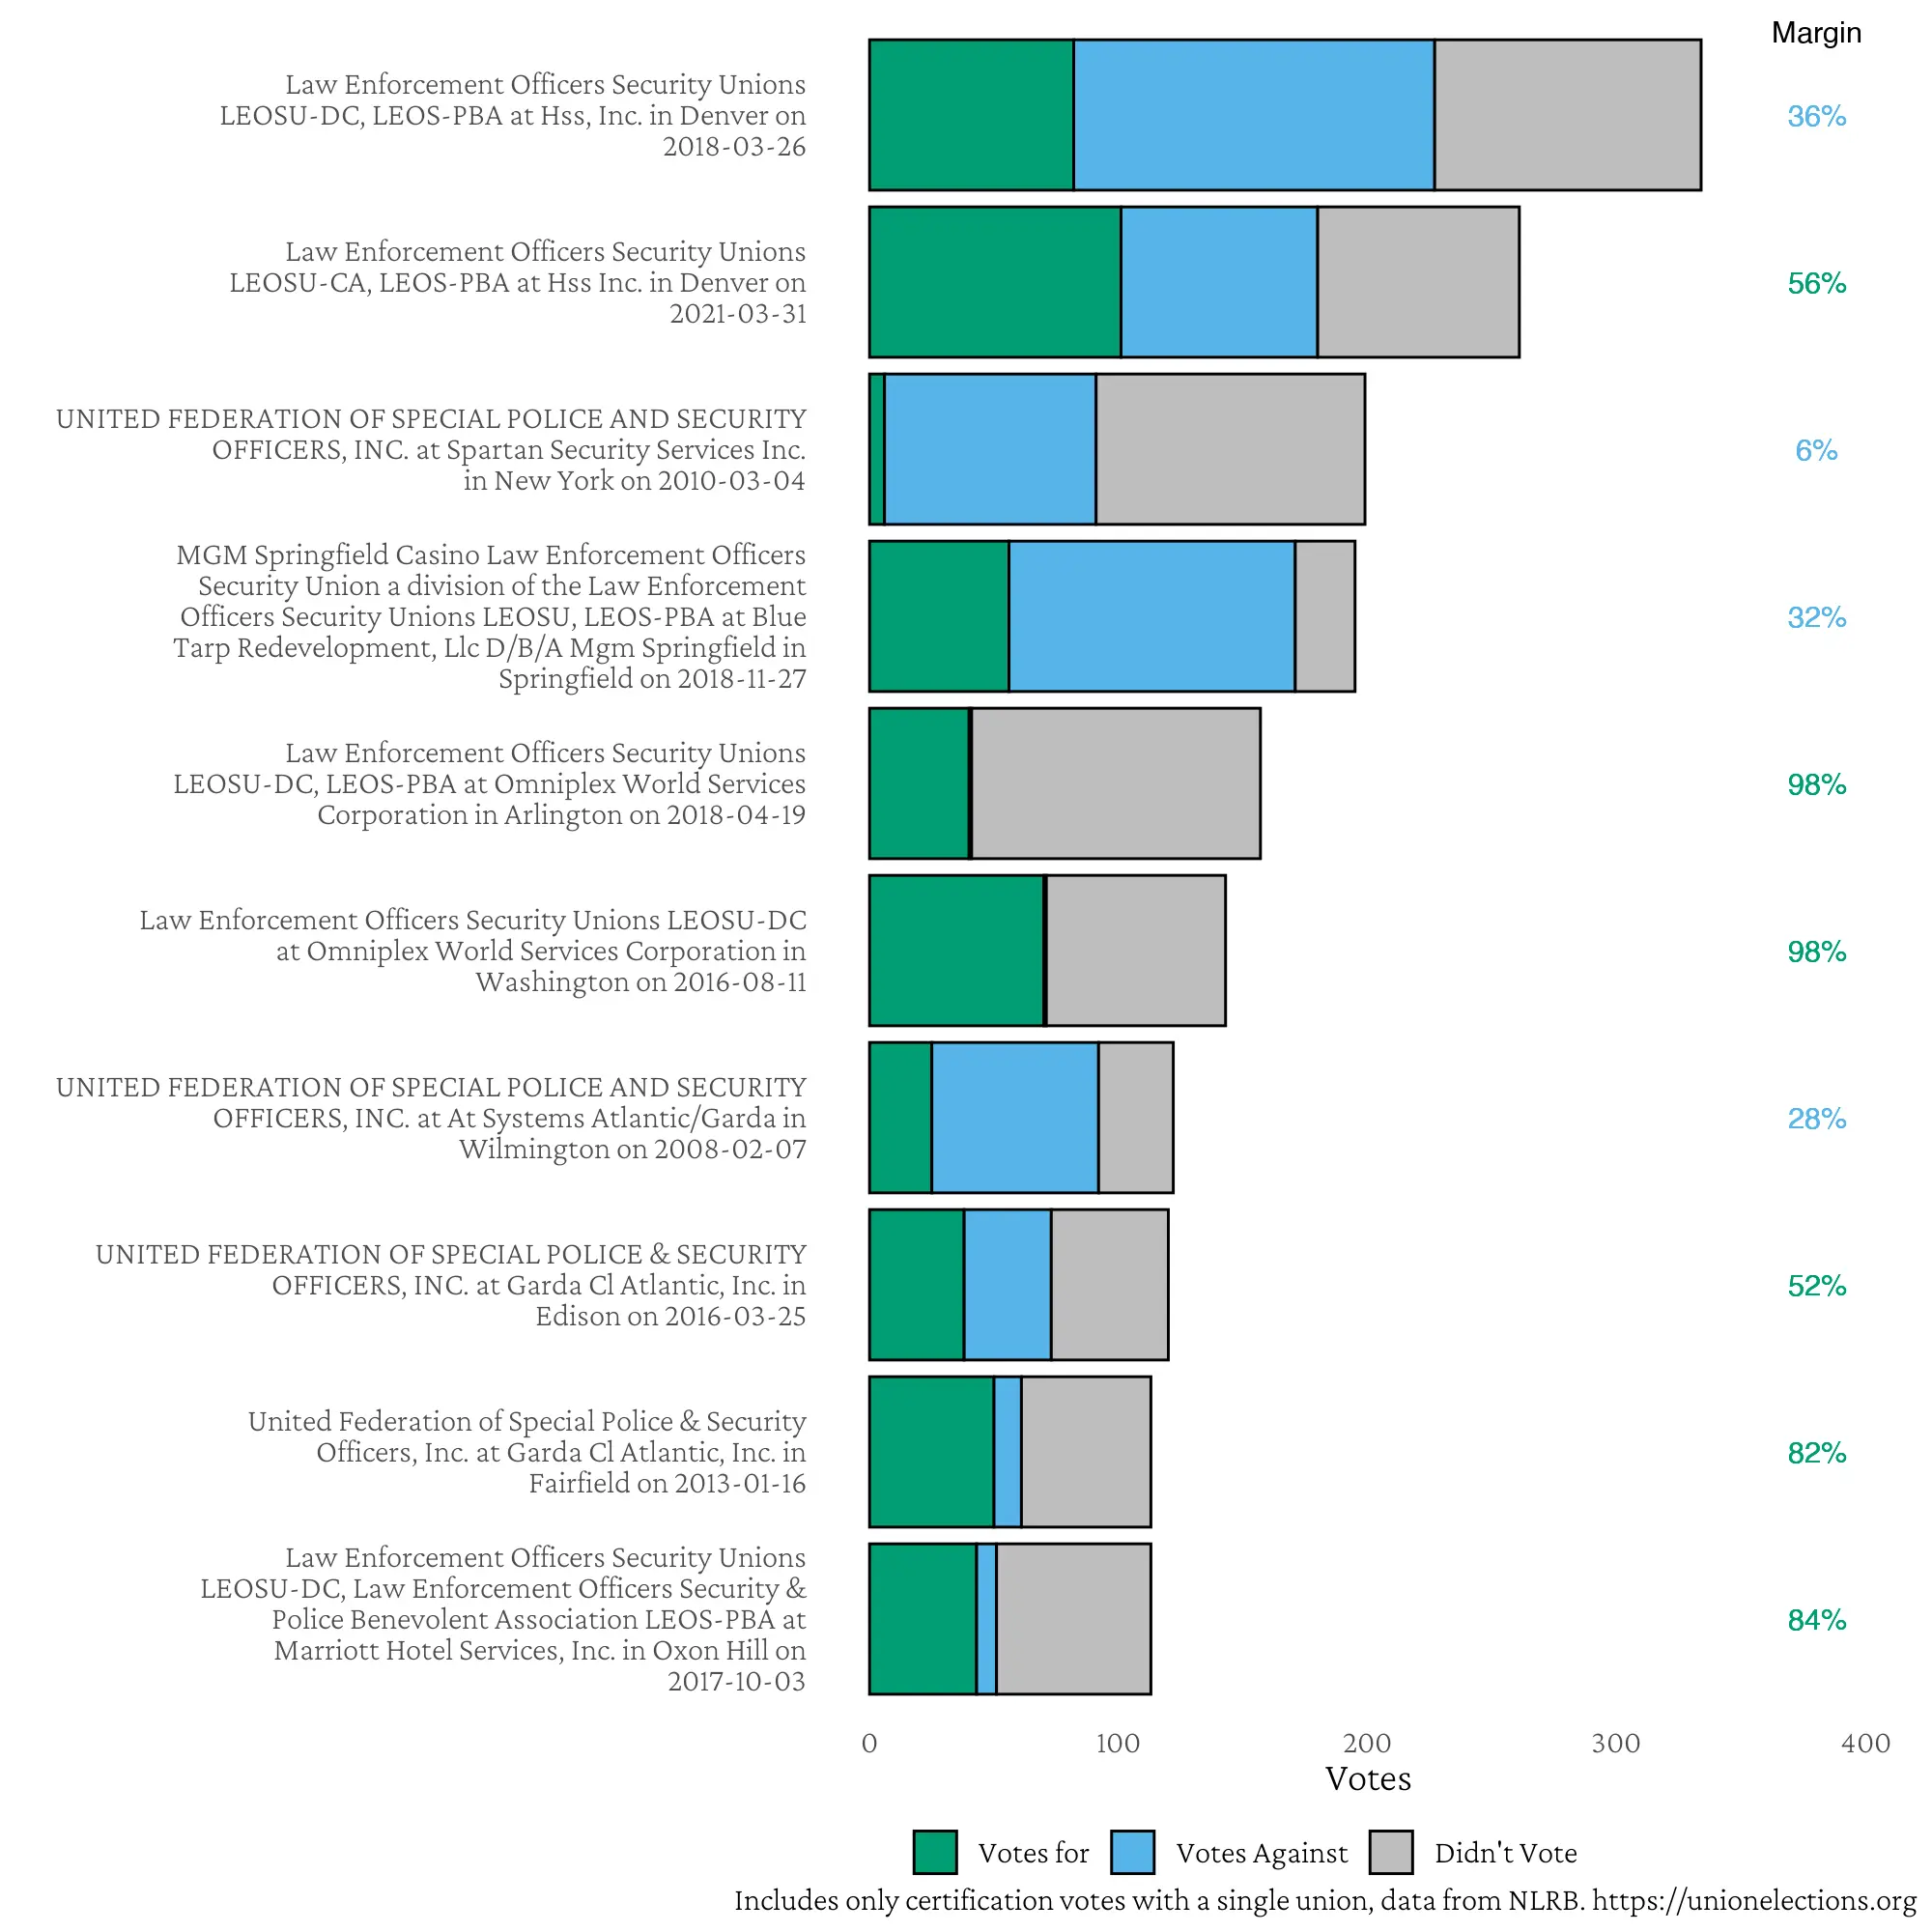 Margin
Law Enforcement Officers Security Unions
LEOSU-DC, LEOS-PBA at Hss, Inc. in Denver on
2018-03-26
36%
Law Enforcement Officers Security Unions
LEOSU-CA, LEOS-PBA at Hss Inc. in Denver on
2021-03-31
56%
UNITED FEDERATION OF SPECIAL POLICE AND SECURITY
OFFICERS, INC. at Spartan Security Services Inc.
in New York on 2010-03-04
6%
MGM Springfield Casino Law Enforcement Officers
Security Union a division of the Law Enforcement
Officers Security Unions LEOSU, LEOS-PBA at Blue
Tarp Redevelopment, Llc D/B/A Mgm Springfield in
Springfield on 2018-11-27
32%
Law Enforcement Officers Security Unions
LEOSU-DC, LEOS-PBA at Omniplex World Services
Corporation in Arlington on 2018-04-19
98%
Law Enforcement Officers Security Unions LEOSU-DC
at Omniplex World Services Corporation in
Washington on 2016-08-11
98%
UNITED FEDERATION OF SPECIAL POLICE AND SECURITY
OFFICERS, INC. at At Systems Atlantic/Garda in
Wilmington on 2008-02-07
28%
UNITED FEDERATION OF SPECIAL POLICE & SECURITY
OFFICERS, INC. at Garda Cl Atlantic, Inc. in
Edison on 2016-03-25
52%
United Federation of Special Police & Security
Officers, Inc. at Garda Cl Atlantic, Inc. in
Fairfield on 2013-01-16
82%
Law Enforcement Officers Security Unions
LEOSU-DC, Law Enforcement Officers Security &
Police Benevolent Association LEOS-PBA at
Marriott Hotel Services, Inc. in Oxon Hill on
2017-10-03
84%
0 100 200 300 400
Votes
Votes for Votes Against Didn't Vote
Includes only certification votes with a single union, data from NLRB. https://unionelections.org